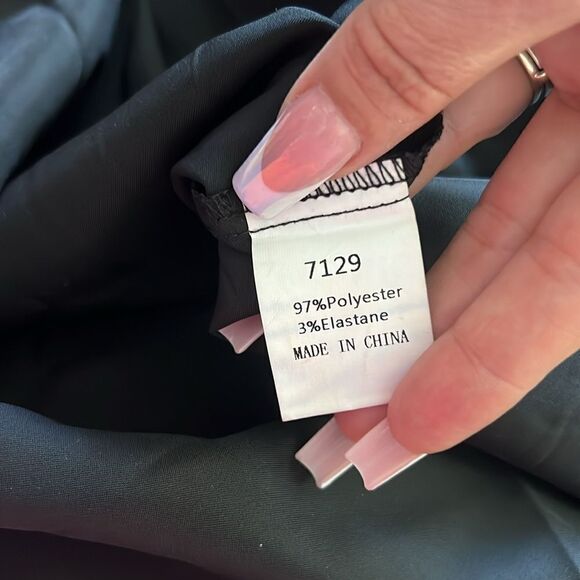 7129
97%Polyester
3%Elastane
MADE IN CHINA